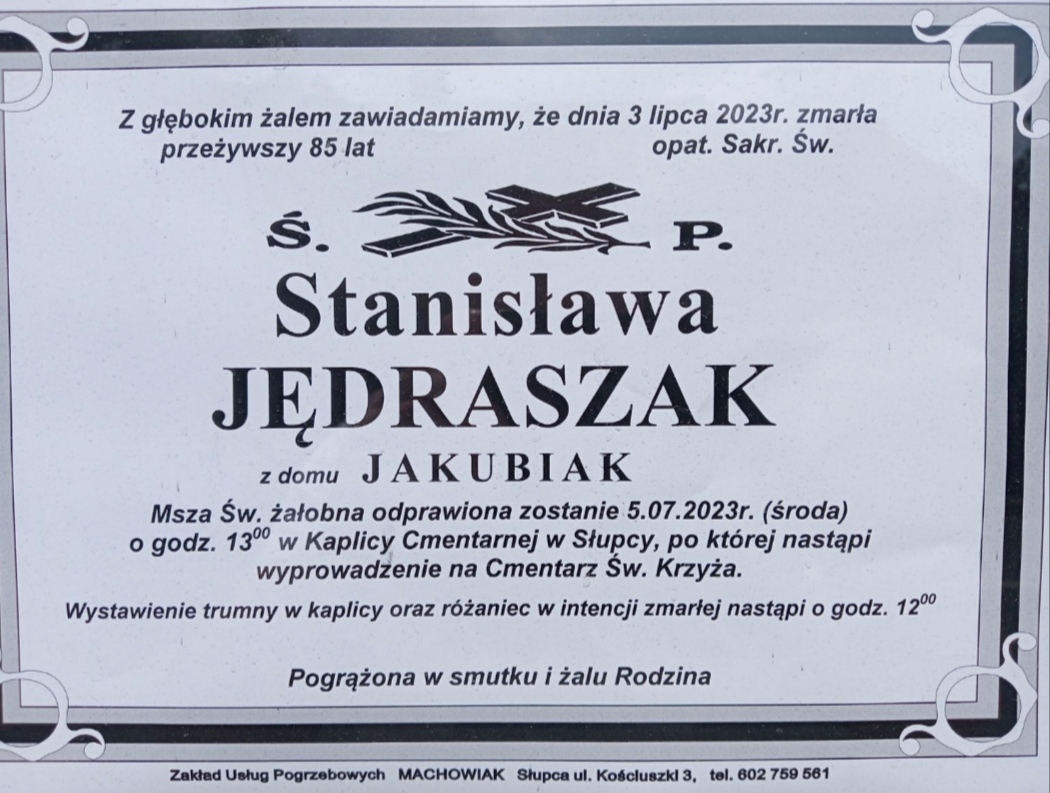 Z głębokim żalem zawiadamiamy, że dnia 3 lipca 2023r. zmarła
przeżywszy 85 lat opat. Sakr. Św.
Ś. P.
Stanisława
JĘDRASZAK
z domu JAKUBIAK
Msza Św. żałobna odprawiona zostanie 5.07.2023r. (środa)
o godz. 13⁰⁰ w Kaplicy Cmentarnej w Słupcy, po której nastąpi
wyprowadzenie na Cmentarz Św. Krzyża.
Wystawienie trumny w kaplicy oraz różaniec w intencji zmarłej nastąpi o godz. 12⁰⁰
Pogrążona w smutku i żalu Rodzina
Zakład Usług Pogrzebowych MACHOWIAK Słupca ul. Kościuszki 3, tel. 602 759 561